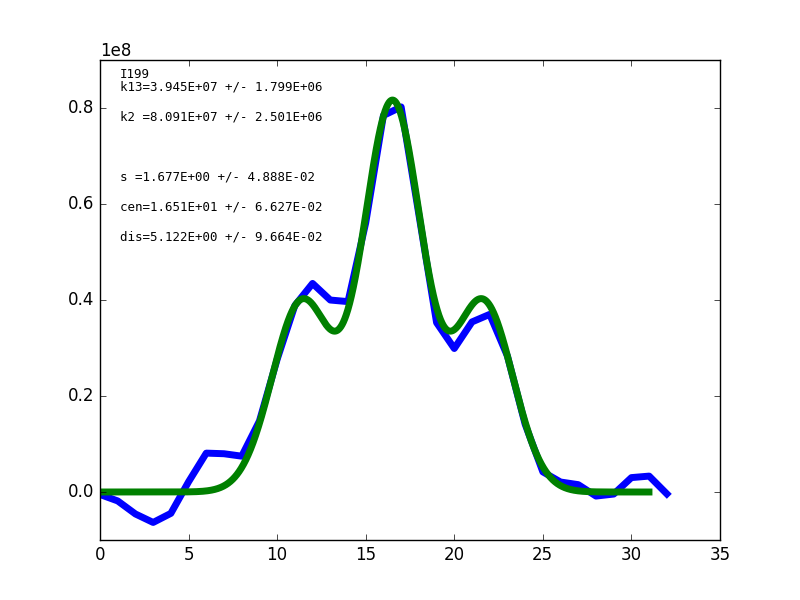 1e8
I199
k13=3.945E+07 +/- 1.799E+06
k2 =8.091E+07 +/- 2.501E+06
s =1.677E+00 +/- 4.888E-02
cen=1.651E+01 +/- 6.627E-02
dis=5.122E+00 +/- 9.664E-02
0.8
0.6
0.4
0.2
0.0
0 5 10 15 20 25 30 35